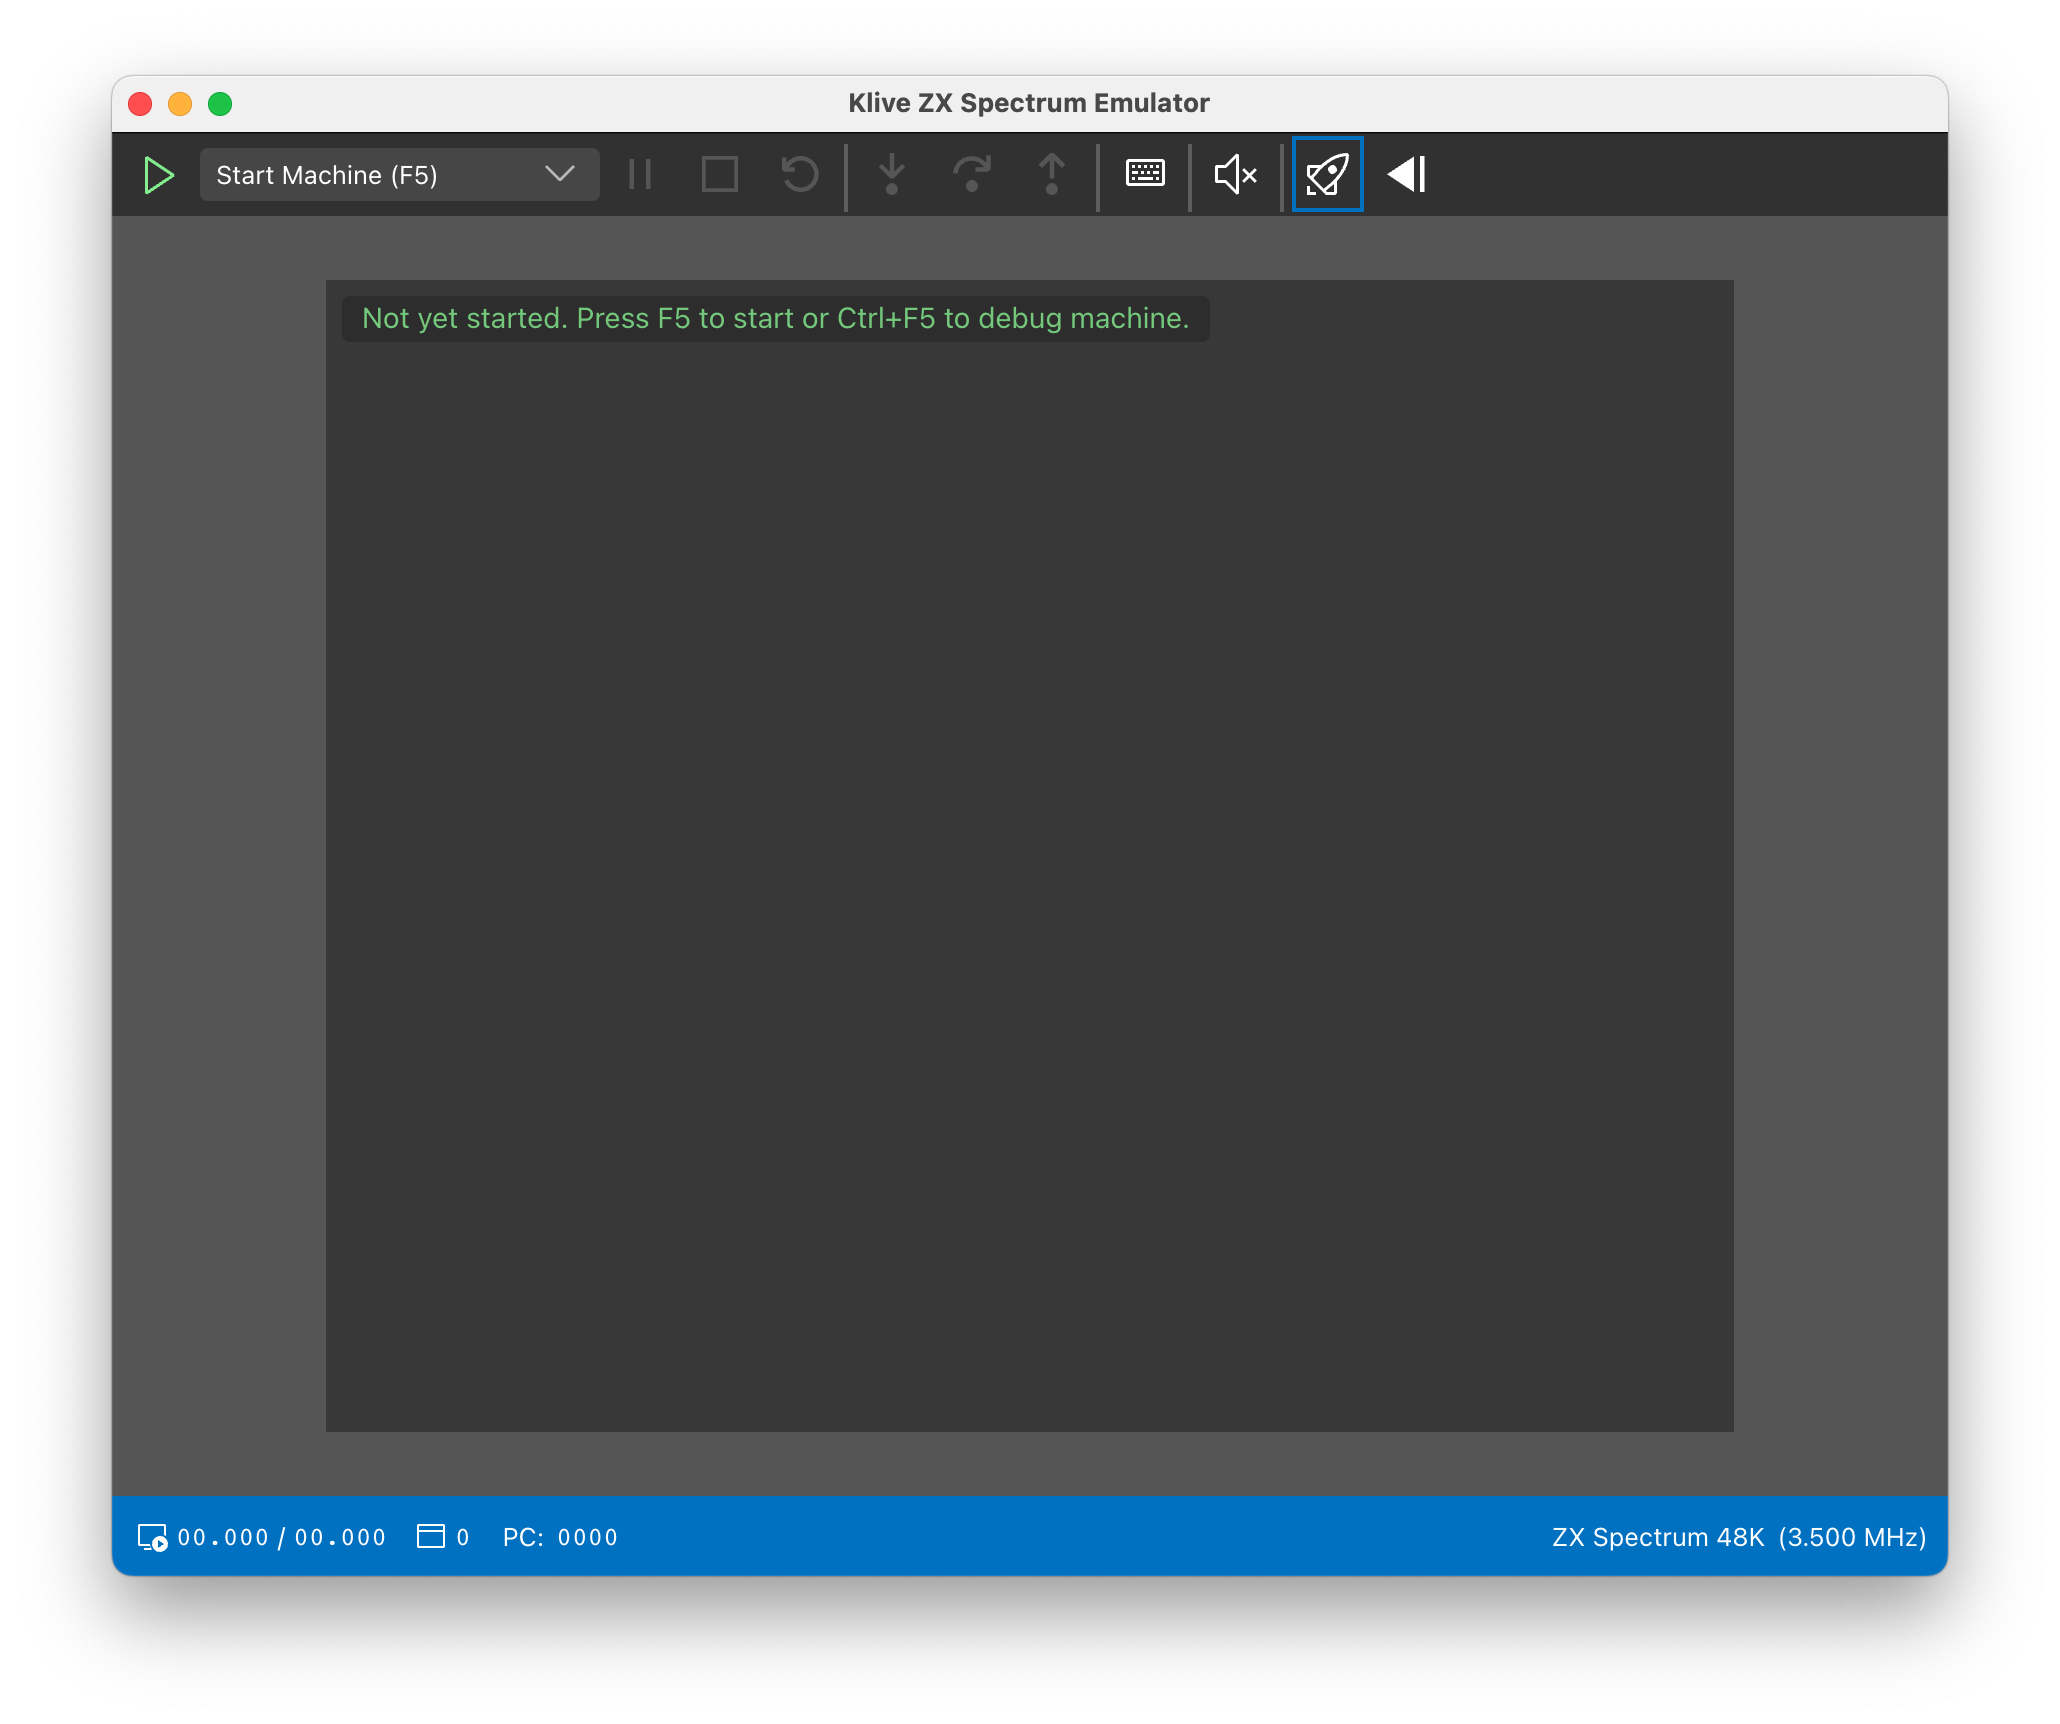 Klive ZX Spectrum Emulator
Start Machine (F5)
Not yet started. Press F5 to start or Ctrl+F5 to debug machine.
00.000 / 00.000 0 PC: 0000 ZX Spectrum 48K (3.500 MHz)